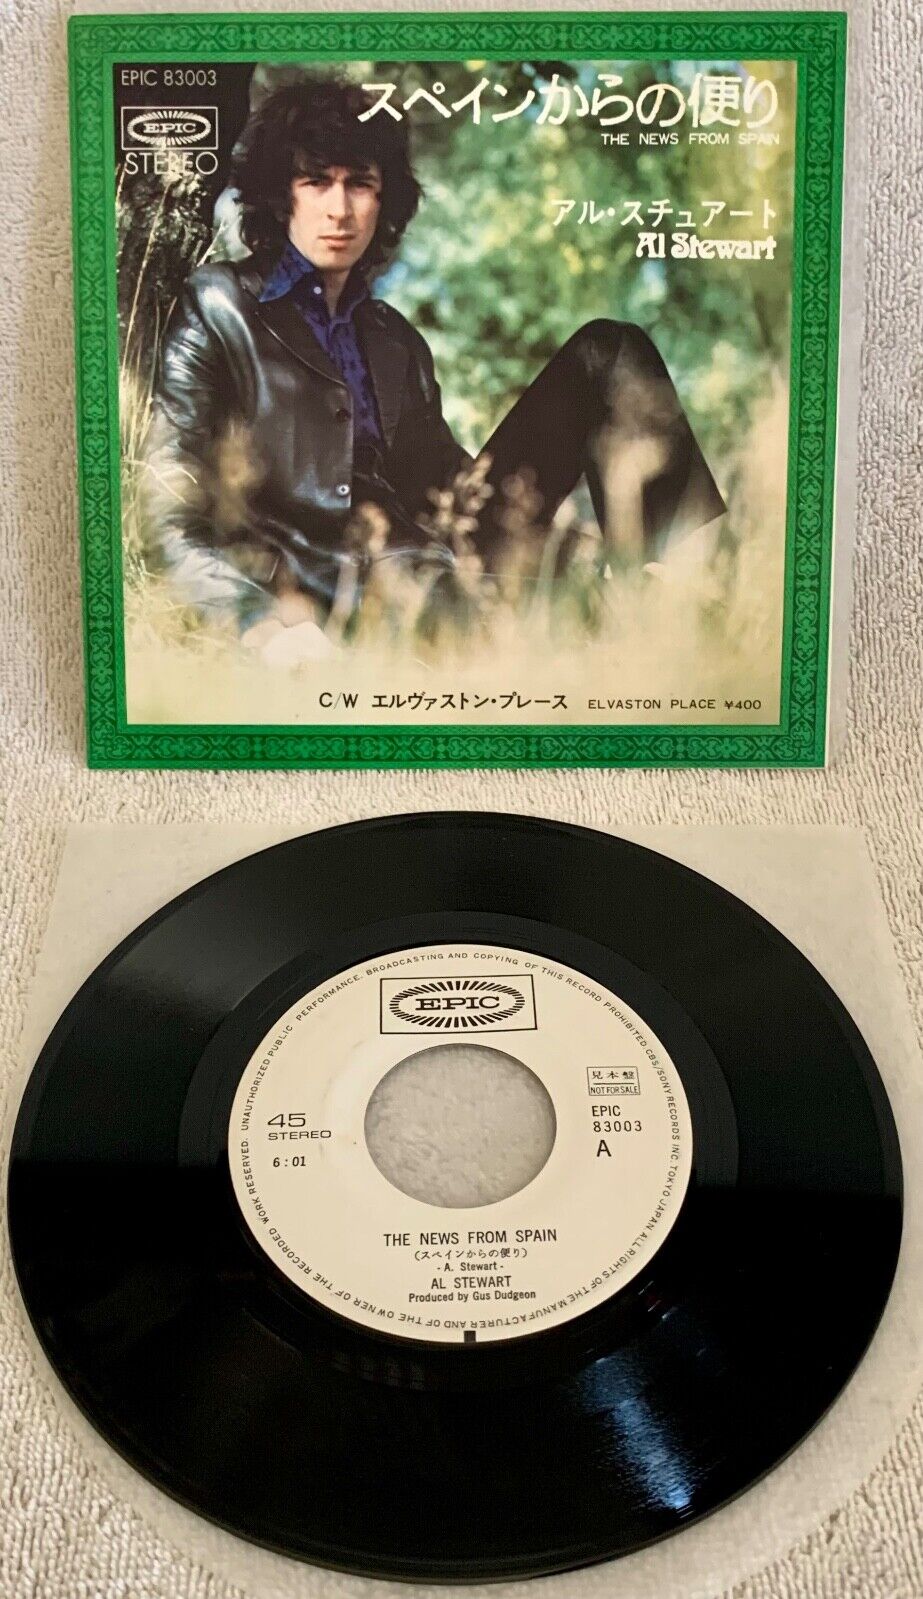 EPIC 83003
EPIC
STEREO
スペインからの便り
THE NEWS FROM SPAIN
アル・スチュアート
Al Stewart
C/W エルヴァストン・プレース ELVASTON PLACE ¥400
EPIC
45
STEREO
6:01
見本盤
NOT FOR SALE
EPIC
83003
A
THE NEWS FROM SPAIN
(スペインからの便り)
- A. Stewart -
AL STEWART
Produced by Gus Dudgeon
ALL RIGHTS OF THE MANUFACTURER AND OF THE OWNER OF THE RECORDED WORK RESERVED. UNAUTHORIZED PUBLIC PERFORMANCE. BROADCASTING AND COPYING OF THIS RECORD PROHIBITED CBS/SONY RECORDS INC. TOKYO JAPAN